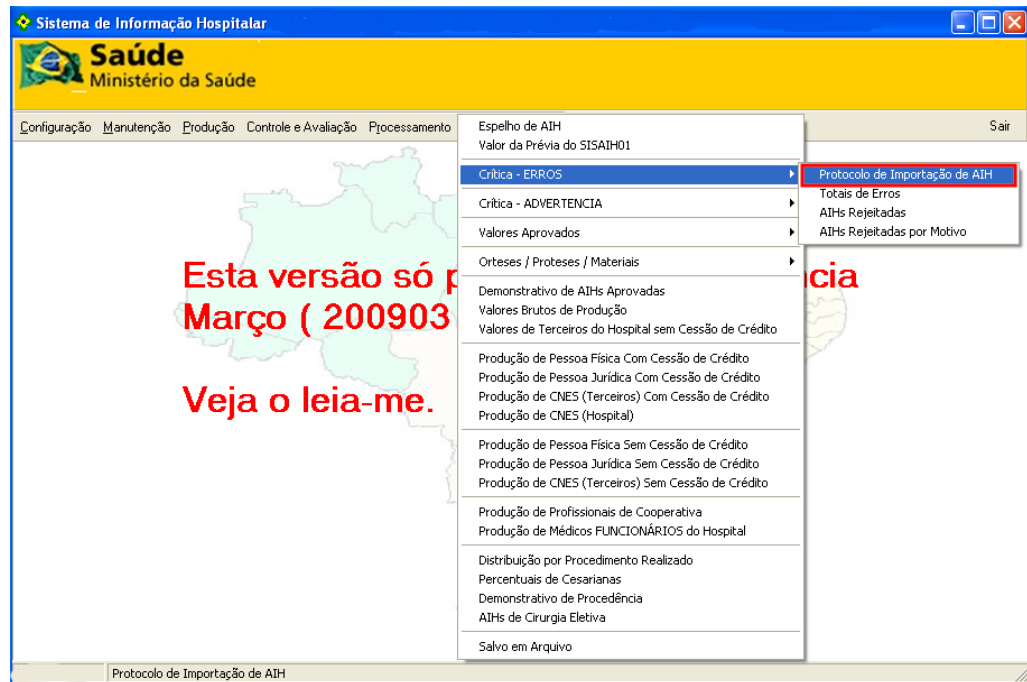 Sistema de Informação Hospitalar
Saúde
Ministério da Saúde
Configuração Manutenção Produção Controle e Avaliação Processamento Sair
Espelho de AIH
Valor da Prévia do SISAIH01
Crítica - ERROS
Protocolo de Importação de AIH
Totais de Erros
AIHs Rejeitadas
AIHs Rejeitadas por Motivo
Crítica - ADVERTENCIA
Valores Aprovados
Orteses / Proteses / Materiais
Demonstrativo de AIHs Aprovadas
Valores Brutos de Produção
Valores de Terceiros do Hospital sem Cessão de Crédito
Produção de Pessoa Física Com Cessão de Crédito
Produção de Pessoa Jurídica Com Cessão de Crédito
Produção de CNES (Terceiros) Com Cessão de Crédito
Produção de CNES (Hospital)
Produção de Pessoa Física Sem Cessão de Crédito
Produção de Pessoa Jurídica Sem Cessão de Crédito
Produção de CNES (Terceiros) Sem Cessão de Crédito
Produção de Profissionais de Cooperativa
Produção de Médicos FUNCIONÁRIOS do Hospital
Distribuição por Procedimento Realizado
Percentuais de Cesarianas
Demonstrativo de Procedência
AIHs de Cirurgia Eletiva
Salvo em Arquivo
Esta versão só p
cia
Março ( 200903
Veja o leia-me.
Protocolo de Importação de AIH